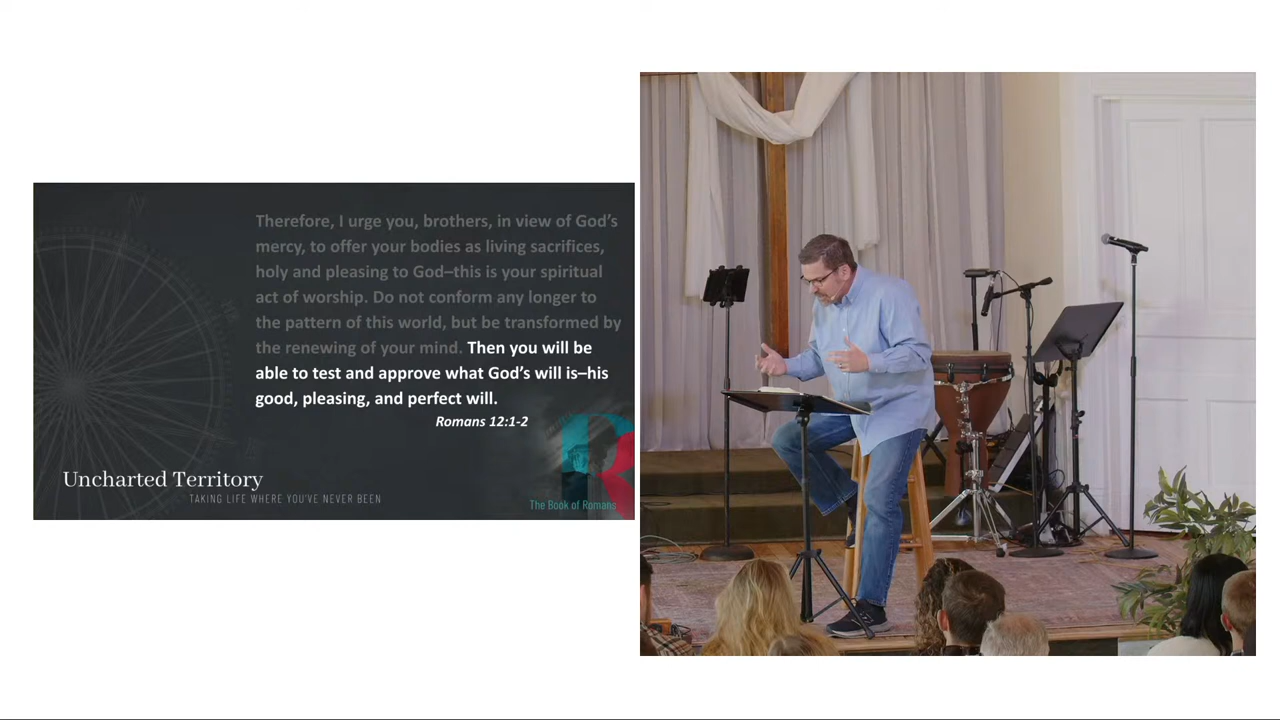 Therefore, I urge you, brothers, in view of God's
mercy, to offer your bodies as living sacrifices,
holy and pleasing to God–this is your spiritual
act of worship. Do not conform any longer to
the pattern of this world, but be transformed by
the renewing of your mind. Then you will be
able to test and approve what God's will is–his
good, pleasing, and perfect will.
Romans 12:1-2
Uncharted Territory
TAKING LIFE WHERE YOU'VE NEVER BEEN
The Book of Romans